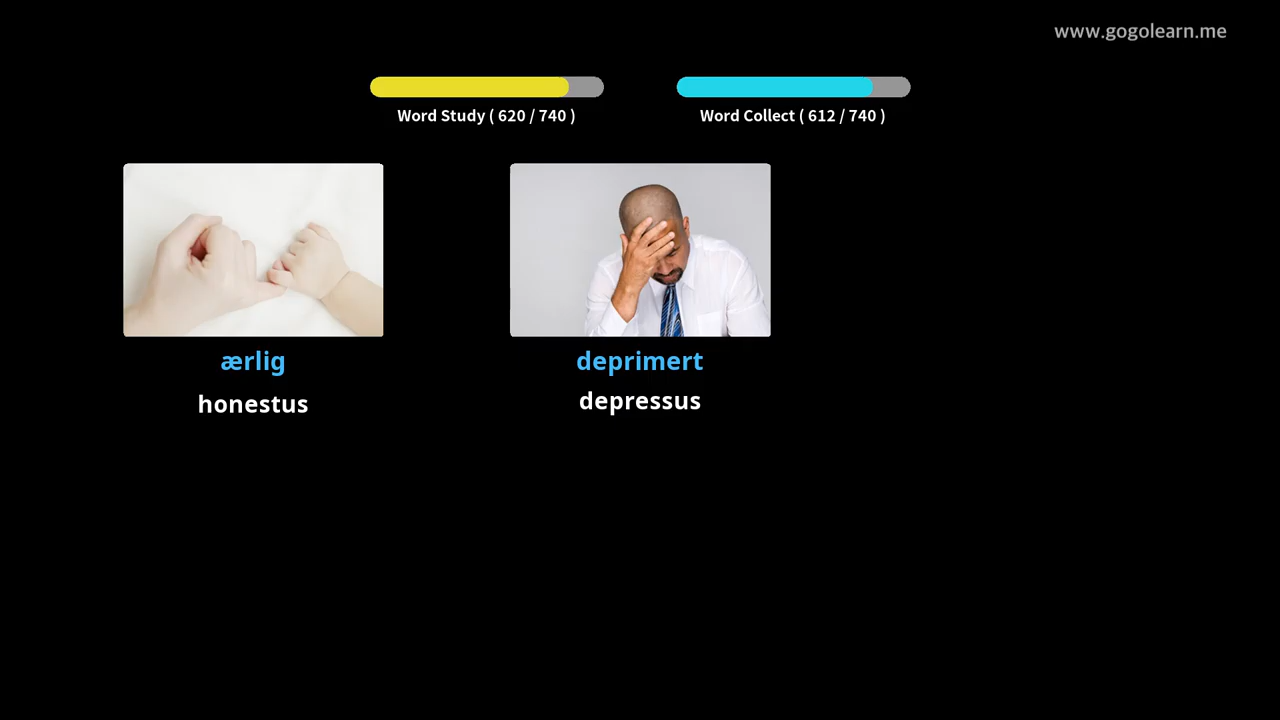 www.gogolearn.me
Word Study ( 620 / 740 )
Word Collect ( 612 / 740 )
ærlig
honestus
deprimert
depressus